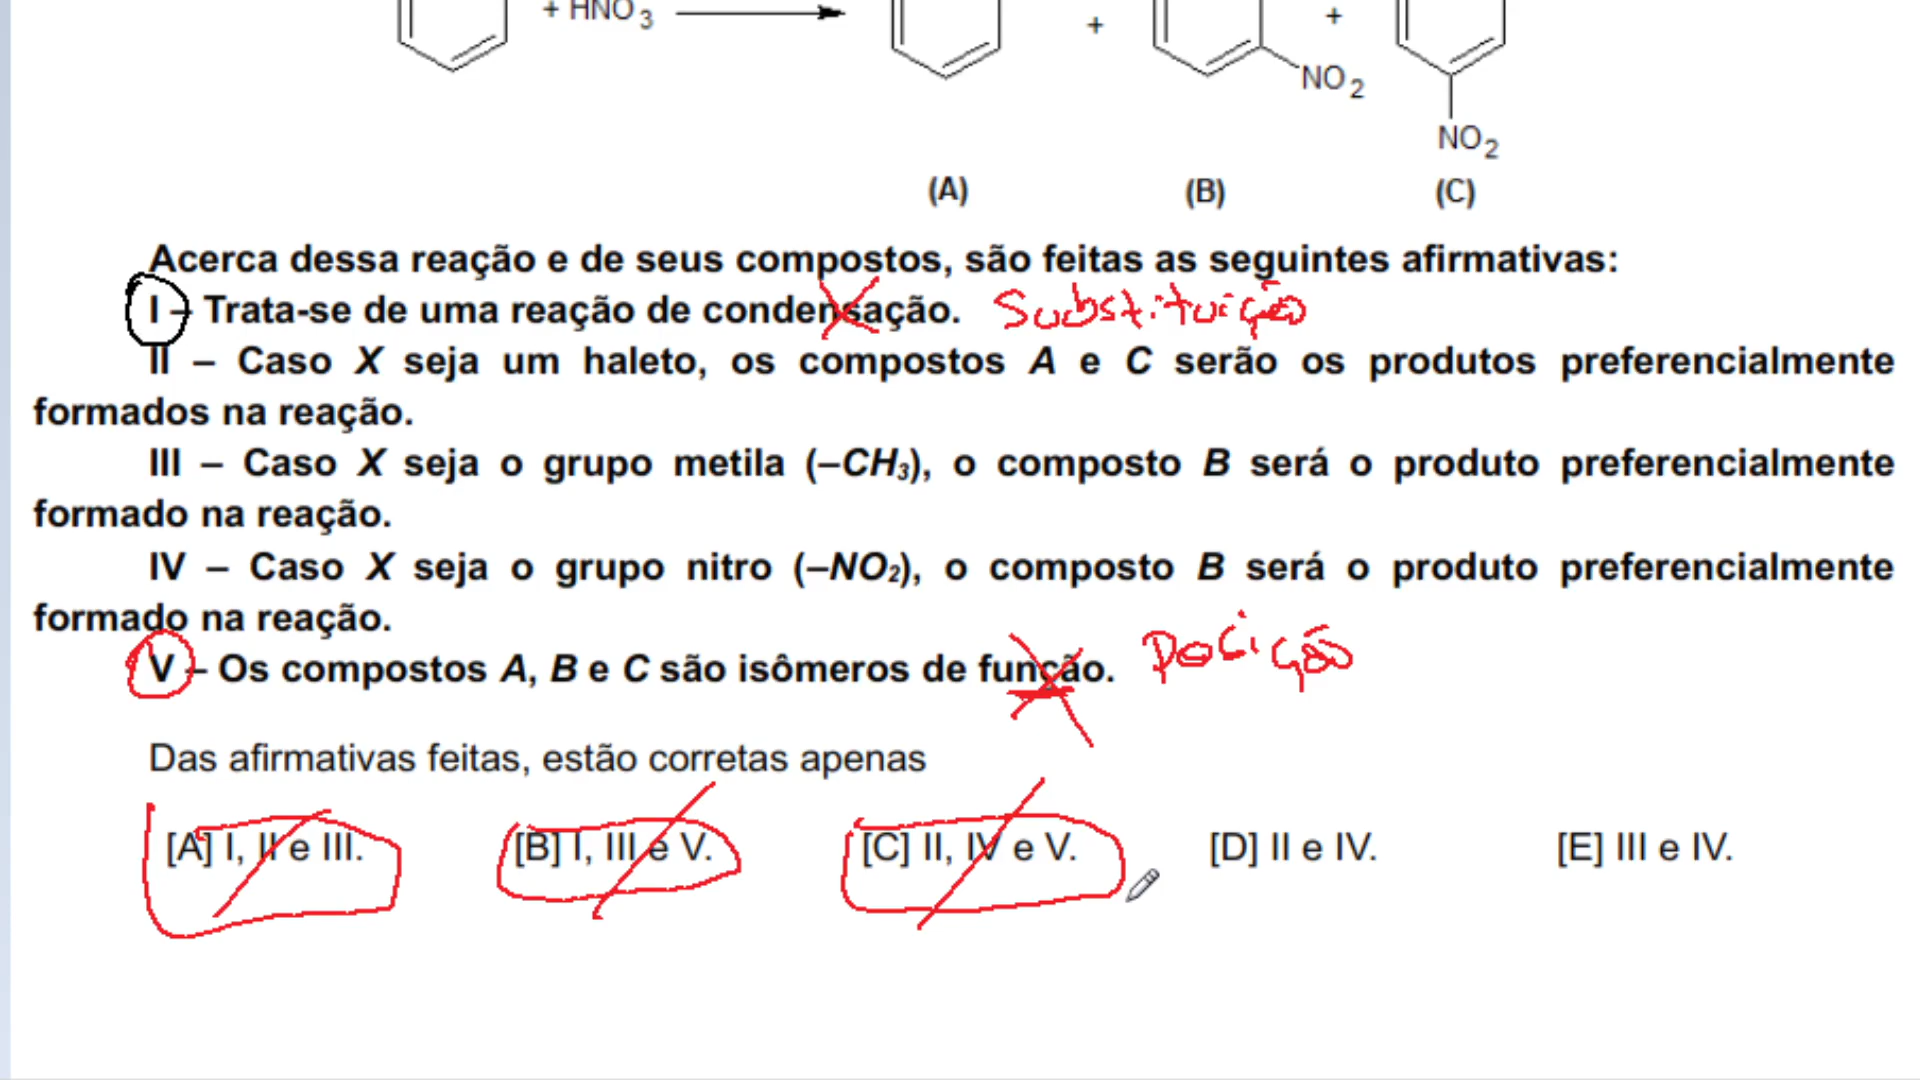 + HNO3 + +
NO2
NO2
(A) (B) (C)
Acerca dessa reação e de seus compostos, são feitas as seguintes afirmativas:
I – Trata-se de uma reação de condensação. Substituição
II – Caso X seja um haleto, os compostos A e C serão os produtos preferencialmente
formados na reação.
III – Caso X seja o grupo metila (–CH3), o composto B será o produto preferencialmente
formado na reação.
IV – Caso X seja o grupo nitro (–NO2), o composto B será o produto preferencialmente
formado na reação.
V – Os compostos A, B e C são isômeros de função. Posição
Das afirmativas feitas, estão corretas apenas
[A] I, II e III. [B] I, III e V. [C] II, IV e V. [D] II e IV. [E] III e IV.